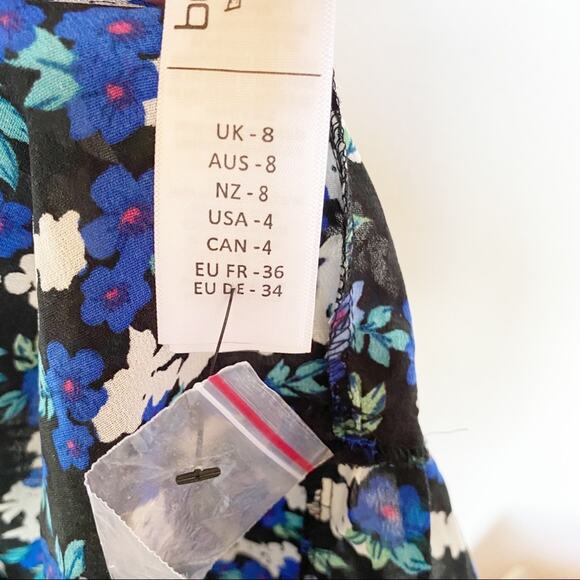 UK - 8
AUS - 8
NZ - 8
USA - 4
CAN - 4
EU FR -36
EU DE - 34